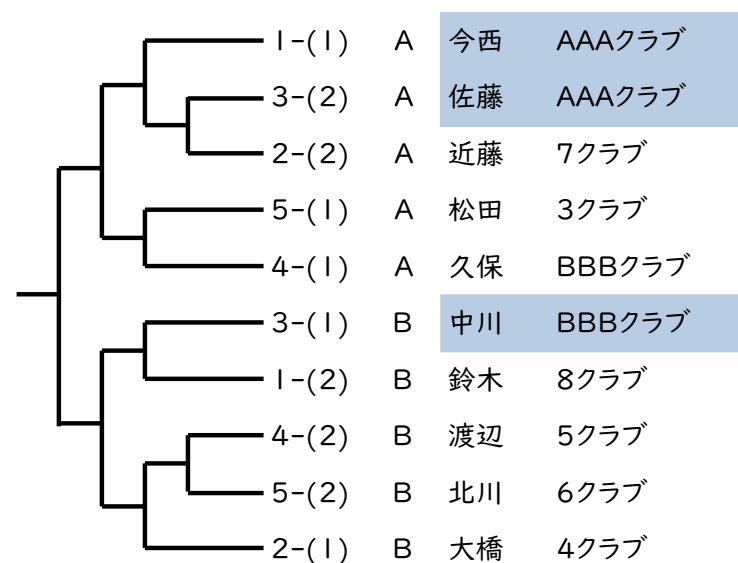 1-(1) A 今西 AAAクラブ
3-(2) A 佐藤 AAAクラブ
2-(2) A 近藤 7クラブ
5-(1) A 松田 3クラブ
4-(1) A 久保 BBBクラブ
3-(1) B 中川 BBBクラブ
1-(2) B 鈴木 8クラブ
4-(2) B 渡辺 5クラブ
5-(2) B 北川 6クラブ
2-(1) B 大橋 4クラブ